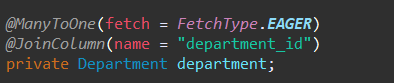 @ManyToOne(fetch = FetchType.EAGER)
@JoinColumn(name = "department_id")
private Department department;